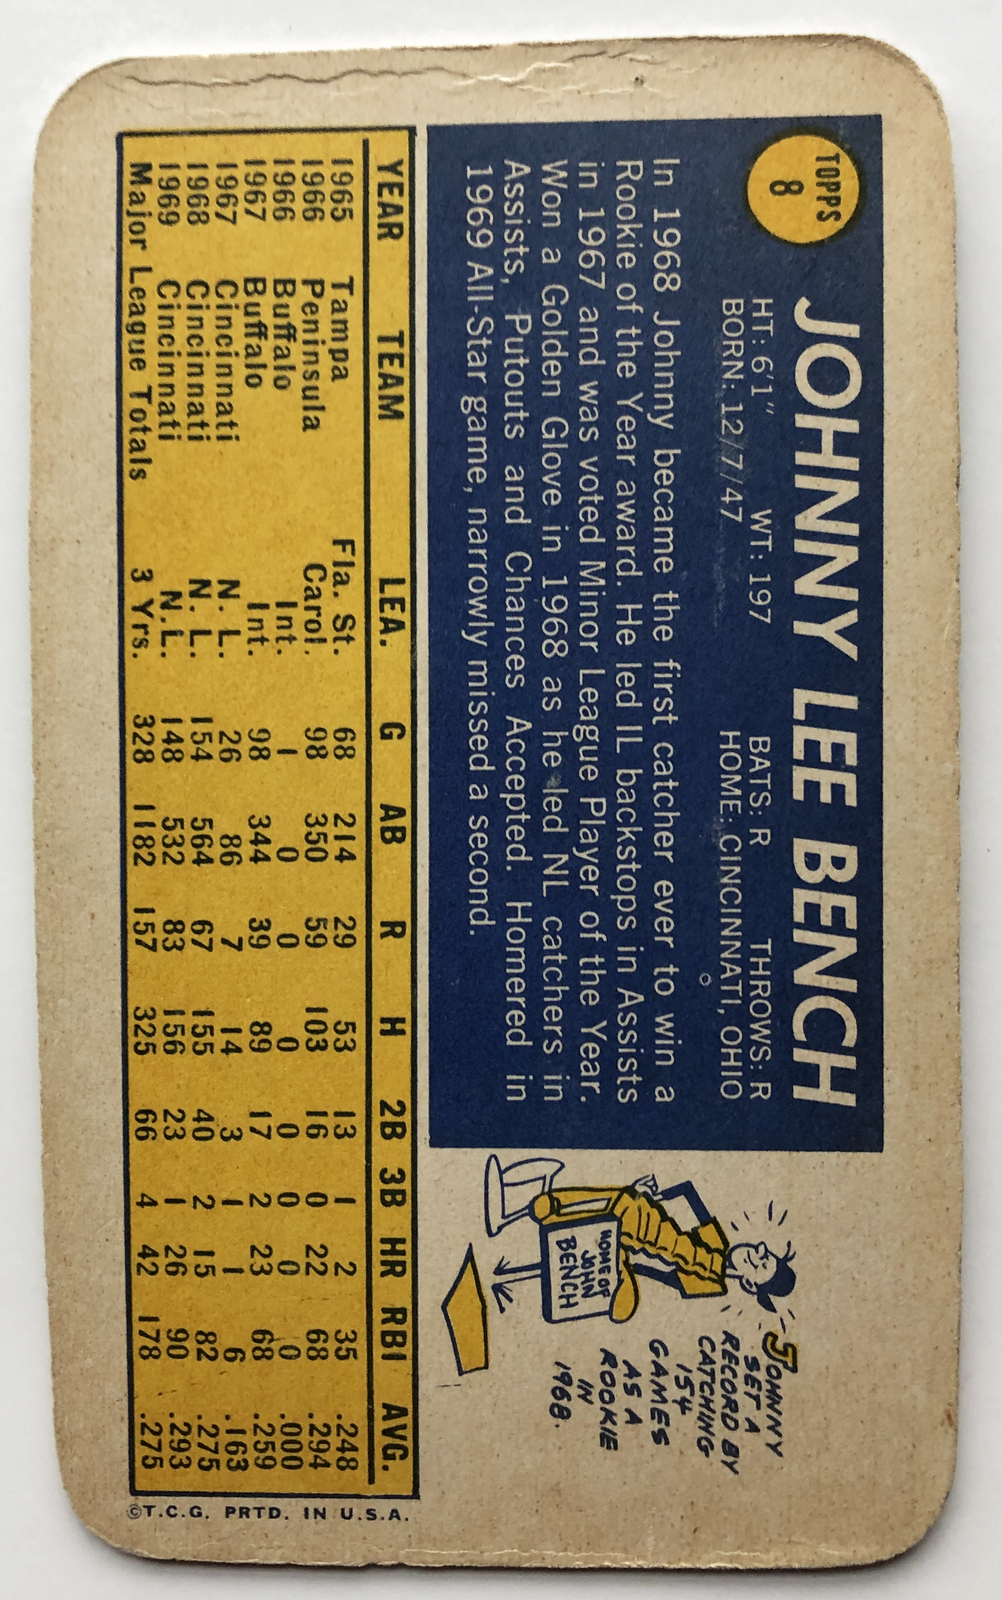 TOPPS
8
JOHNNY LEE BENCH
HT: 6'1" WT: 197 BATS: R THROWS: R
BORN: 12/7/47 HOME: CINCINNATI, OHIO
In 1968 Johnny became the first catcher ever to win a
Rookie of the Year award. He led IL backstops in Assists
in 1967 and was voted Minor League Player of the Year.
Won a Golden Glove in 1968 as he led NL catchers in
Assists, Putouts and Chances Accepted. Homered in
1969 All-Star game, narrowly missed a second.
JOHNNY
SET A
RECORD BY
CATCHING
154
GAMES
AS A
ROOKIE
IN
1968.
HOME OF
JOHN
BENCH
YEAR TEAM LEA. G AB R H 2B 3B HR RBI AVG.
1965 Tampa Fla. St. 68 214 29 53 13 1 2 35 .248
1966 Peninsula Carol. 98 350 59 103 16 0 22 68 .294
1966 Buffalo Int. 1 0 0 0 0 0 0 0 .000
1967 Buffalo Int. 98 344 39 89 17 2 23 68 .259
1967 Cincinnati N. L. 26 86 7 14 3 1 1 6 .163
1968 Cincinnati N. L. 154 564 67 155 40 2 15 82 .275
1969 Cincinnati N.L. 148 532 83 156 23 1 26 90 .293
Major League Totals 3 Yrs. 328 1182 157 325 66 4 42 178 .275
©T.C.G. PRTD. IN U.S.A.